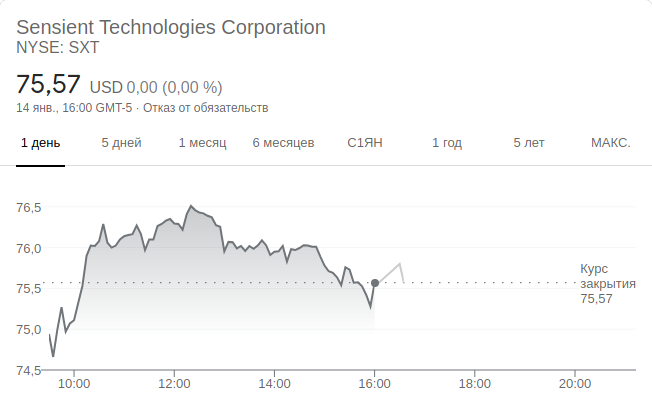 Sensient Technologies Corporation
NYSE: SXT
75,57 USD 0,00 (0,00 %)
14 янв., 16:00 GMT-5 · Отказ от обязательств
1 день 5 дней 1 месяц 6 месяцев С1ЯН 1 год 5 лет МАКС.
76,5
76,0
75,5
75,0
74,5
Курс
закрытия
75,57
10:00 12:00 14:00 16:00 18:00 20:00